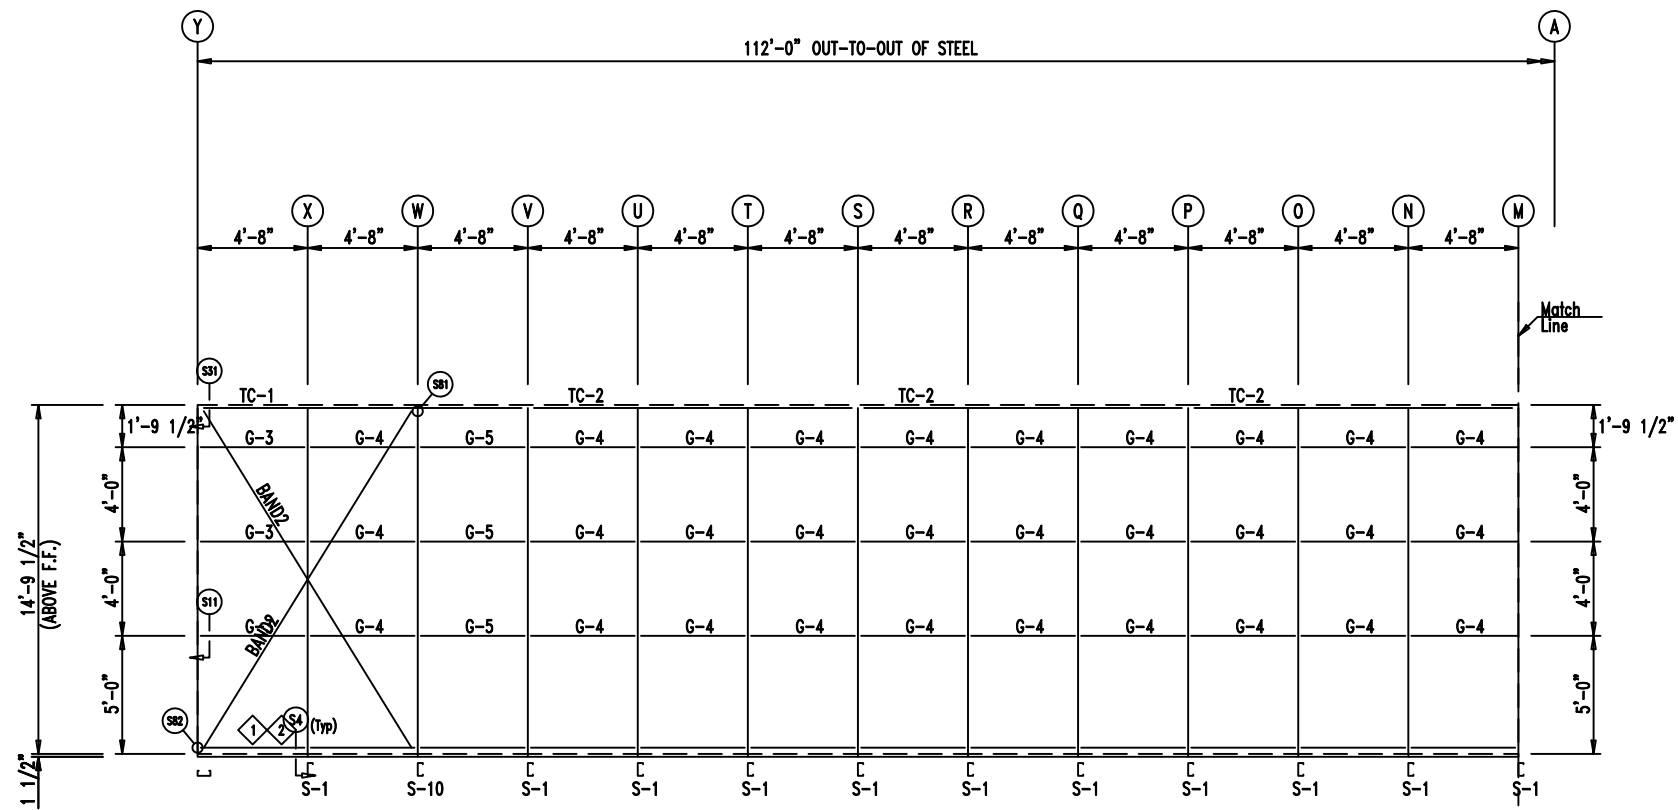 Y A
112'-0" OUT-TO-OUT OF STEEL
X W V U T S R Q P O N M
4'-8" 4'-8" 4'-8" 4'-8" 4'-8" 4'-8" 4'-8" 4'-8" 4'-8" 4'-8" 4'-8" 4'-8"
Match
Line
S31 S81
TC-1 TC-2 TC-2 TC-2
1'-9 1/2" 1'-9 1/2"
G-3 G-4 G-5 G-4 G-4 G-4 G-4 G-4 G-4 G-4 G-4 G-4
4'-0" BAND2 4'-0"
G-3 G-4 G-5 G-4 G-4 G-4 G-4 G-4 G-4 G-4 G-4 G-4
14'-9 1/2"
(ABOVE F.F.)
4'-0" 4'-0"
S11
G- G-4 G-5 G-4 G-4 G-4 G-4 G-4 G-4 G-4 G-4 G-4
BAND2
5'-0" 5'-0"
S82 1 2 S4 (Typ)
1 1/2"
S-1 S-10 S-1 S-1 S-1 S-1 S-1 S-1 S-1 S-1 S-1 S-1